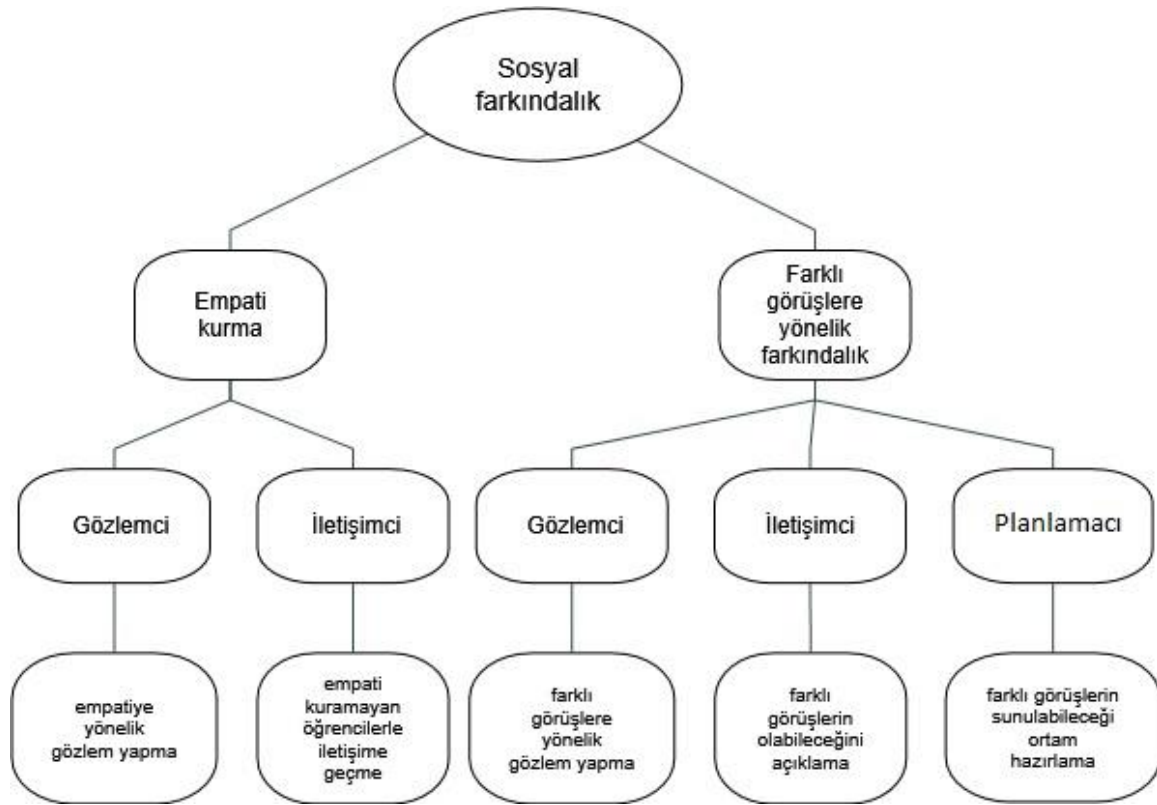 Sosyal
farkındalık
Empati
kurma
Farklı
görüşlere
yönelik
farkındalık
Gözlemci
İletişimci
Gözlemci
İletişimci
Planlamacı
empatiye
yönelik
gözlem yapma
empati
kuramayan
öğrencilerle
iletişime
geçme
farklı
görüşlere
yönelik
gözlem yapma
farklı
görüşlerin
olabileceğini
açıklama
farklı görüşlerin
sunulabileceği
ortam
hazırlama